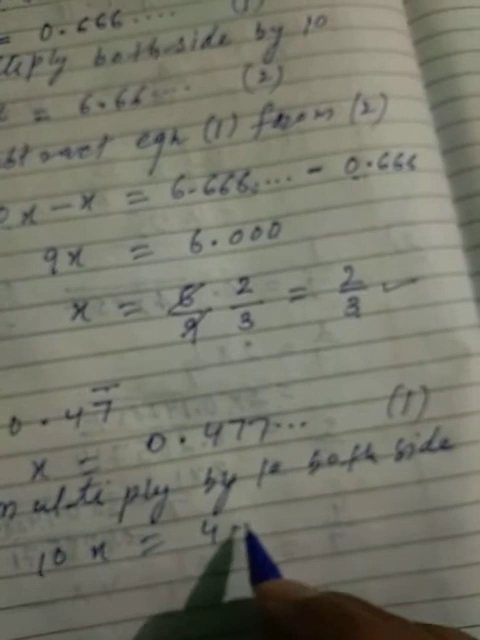 = 0.666.... (1)
tiply both side by 10
= 6.66... (2)
btract eqn (1) from (2)
0x - x = 6.666.... - 0.666
9x = 6.000
x = 6/9 2/3 = 2/3
0.47̅
x = 0.477... (1)
multiply by 10 both side
10 x = 4.